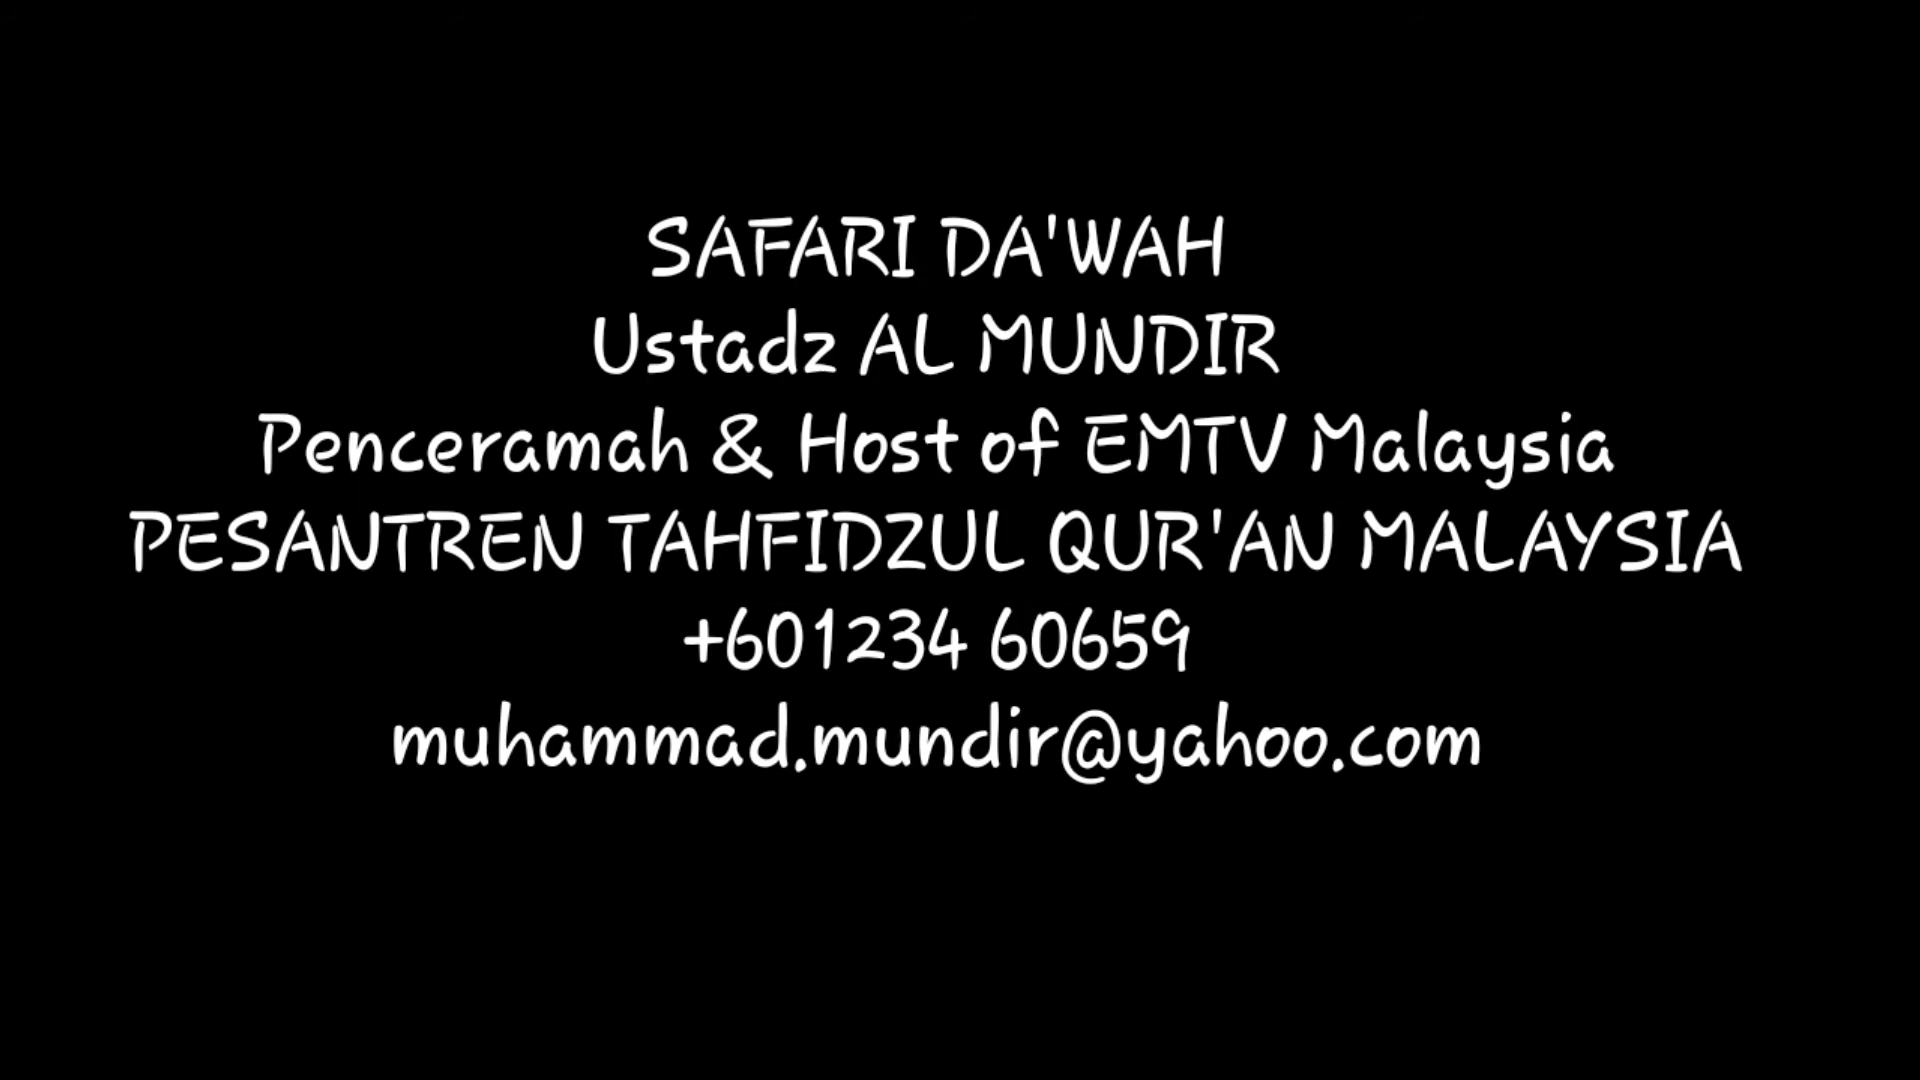 SAFARI DA'WAH
Ustadz AL MUNDIR
Penceramah & Host of EMTV Malaysia
PESANTREN TAHFIDZUL QUR'AN MALAYSIA
+601234 60659
muhammad.mundir@yahoo.com